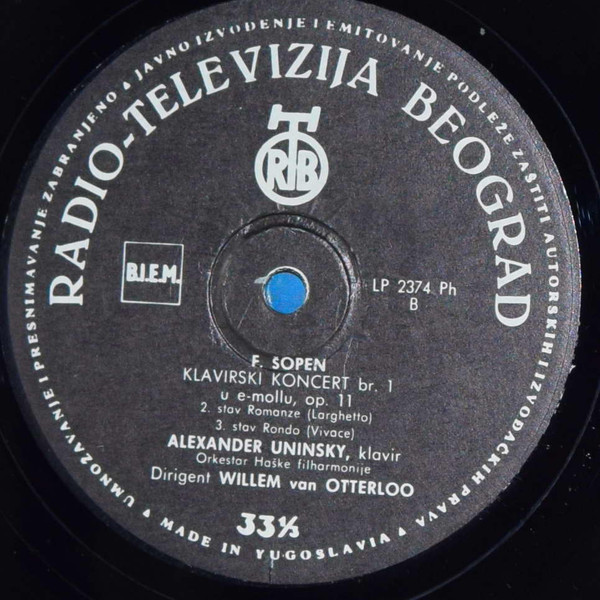 UMNOŽAVANJE I PRESNIMAVANJE ZABRANJENO ▲ JAVNO IZVOĐENJE I EMITOVANJE PODLEŽE ZAŠTITI AUTORSKIH I IZVOĐAČKIH PRAVA ▲
RADIO-TELEVIZIJA BEOGRAD
RTB
B.I.E.M.
LP 2374 Ph
B
F. SOPEN
KLAVIRSKI KONCERT br. 1
u e-mollu, op. 11
2. stav Romanze (Larghetto)
3. stav Rondo (Vivace)
ALEXANDER UNINSKY, klavir
Orkestar Haške filharmonije
Dirigent WILLEM van OTTERLOO
33⅓
MADE IN YUGOSLAVIA ▲